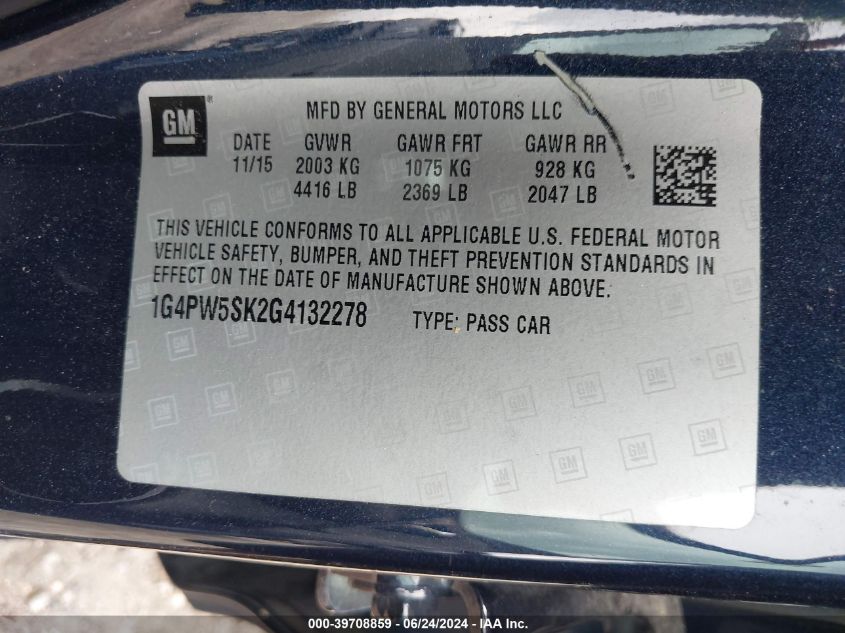 GM
®
MFD BY GENERAL MOTORS LLC
DATE GVWR GAWR FRT GAWR RR
11/15 2003 KG 1075 KG 928 KG
4416 LB 2369 LB 2047 LB
THIS VEHICLE CONFORMS TO ALL APPLICABLE U.S. FEDERAL MOTOR
VEHICLE SAFETY, BUMPER, AND THEFT PREVENTION STANDARDS IN
EFFECT ON THE DATE OF MANUFACTURE SHOWN ABOVE.
1G4PW5SK2G4132278 TYPE: PASS CAR
000-39708859 - 06/24/2024 - IAA Inc.